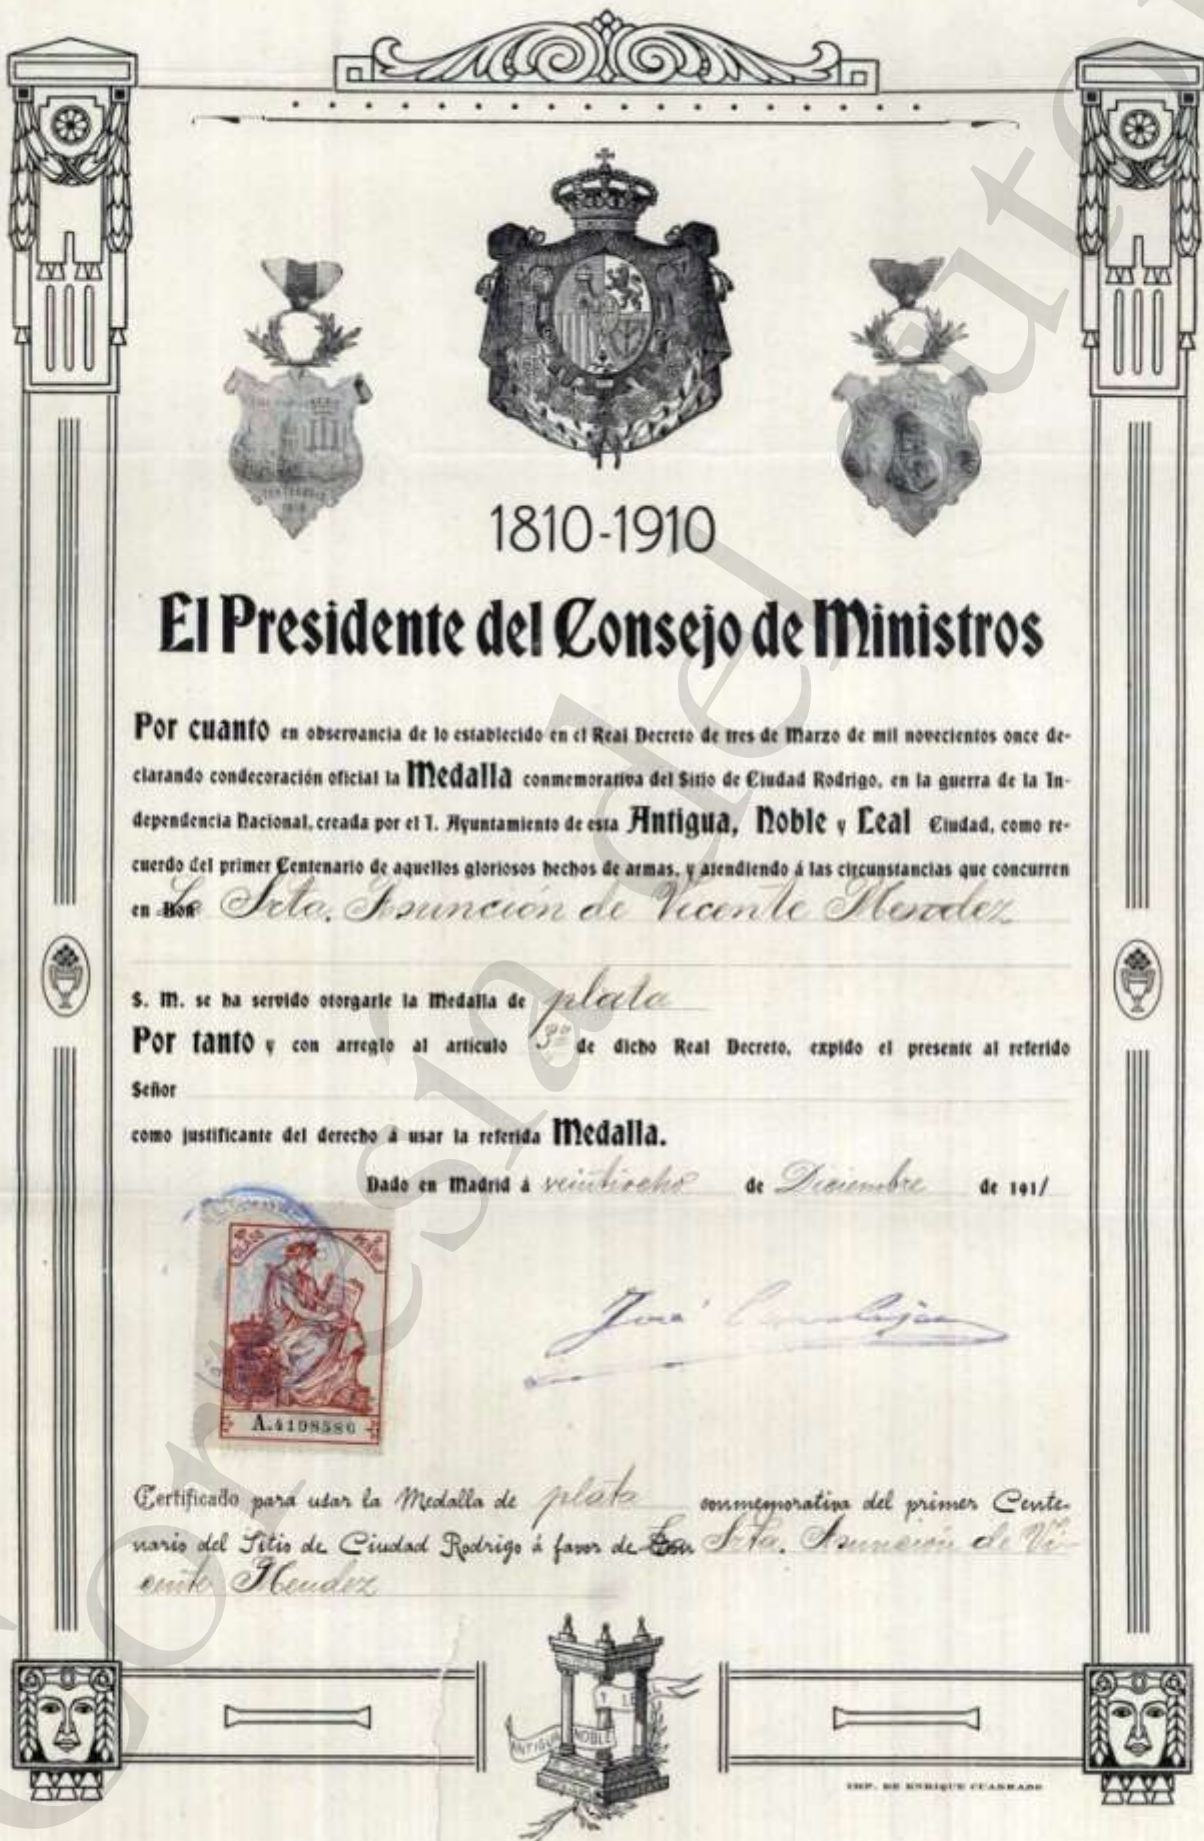 1810-1910
El Presidente del Consejo de Ministros
Por cuanto en observancia de lo establecido en el Real Decreto de tres de Marzo de mil novecientos once de-
clarando condecoración oficial la Medalla conmemorativa del Sitio de Ciudad Rodrigo, en la guerra de la In-
dependencia Nacional, creada por el I. Ayuntamiento de esta Antigua, Noble y Leal Ciudad, como re-
cuerdo del primer Centenario de aquellos gloriosos hechos de armas, y atendiendo á las circunstancias que concurren
en Don La Srta. Asunción de Vicente Mendez
S. M. se ha servido otorgarle la Medalla de plata
Por tanto y con arreglo al artículo 3º de dicho Real Decreto, expido el presente al referido
Señor
como justificante del derecho á usar la referida Medalla.
Dado en Madrid á veintiocho de Diciembre de 1911
CLASE
José Canalejas
A.4198586
Certificado para usar la Medalla de plata conmemorativa del primer Cente-
nario del Sitio de Ciudad Rodrigo á favor de Srta. Asunción de Vi-
cente Mendez
ANTIGUA NOBLE Y LE
IMP. DE ENRIQUE CUADRADO
Cortesía del autor